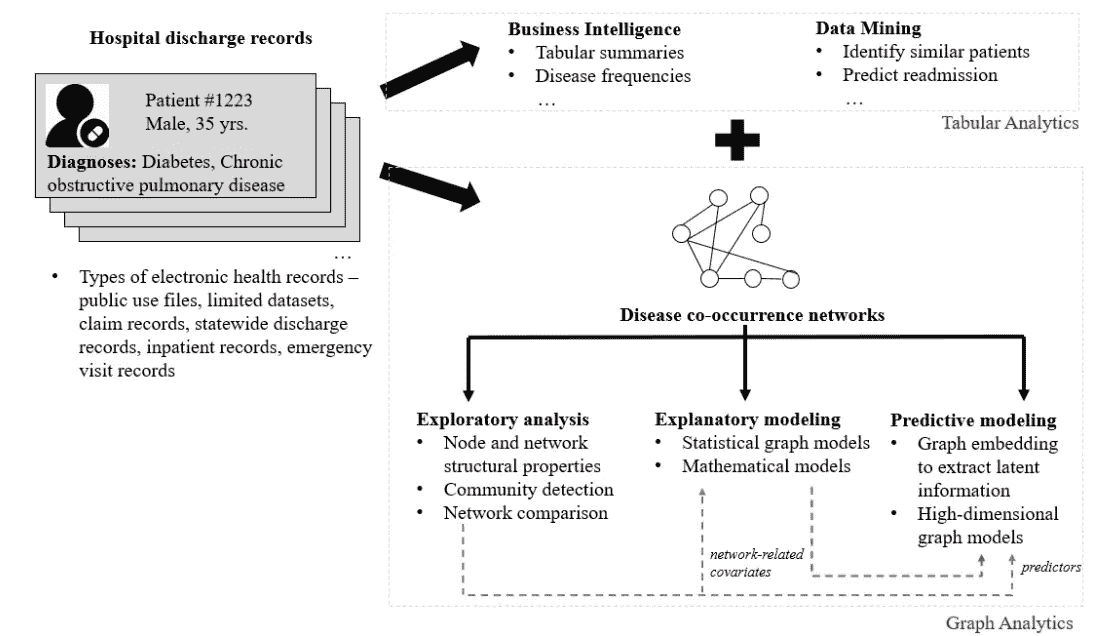 Hospital discharge records
Patient #1223
Male, 35 yrs.
Diagnoses: Diabetes, Chronic
obstructive pulmonary disease
…
• Types of electronic health records –
public use files, limited datasets,
claim records, statewide discharge
records, inpatient records, emergency
visit records
Business Intelligence
• Tabular summaries
• Disease frequencies
…
Data Mining
• Identify similar patients
• Predict readmission
…
Tabular Analytics
Disease co-occurrence networks
Exploratory analysis
• Node and network
structural properties
• Community detection
• Network comparison
Explanatory modeling
• Statistical graph models
• Mathematical models
Predictive modeling
• Graph embedding
to extract latent
information
• High-dimensional
graph models
network-related
covariates
predictors
Graph Analytics